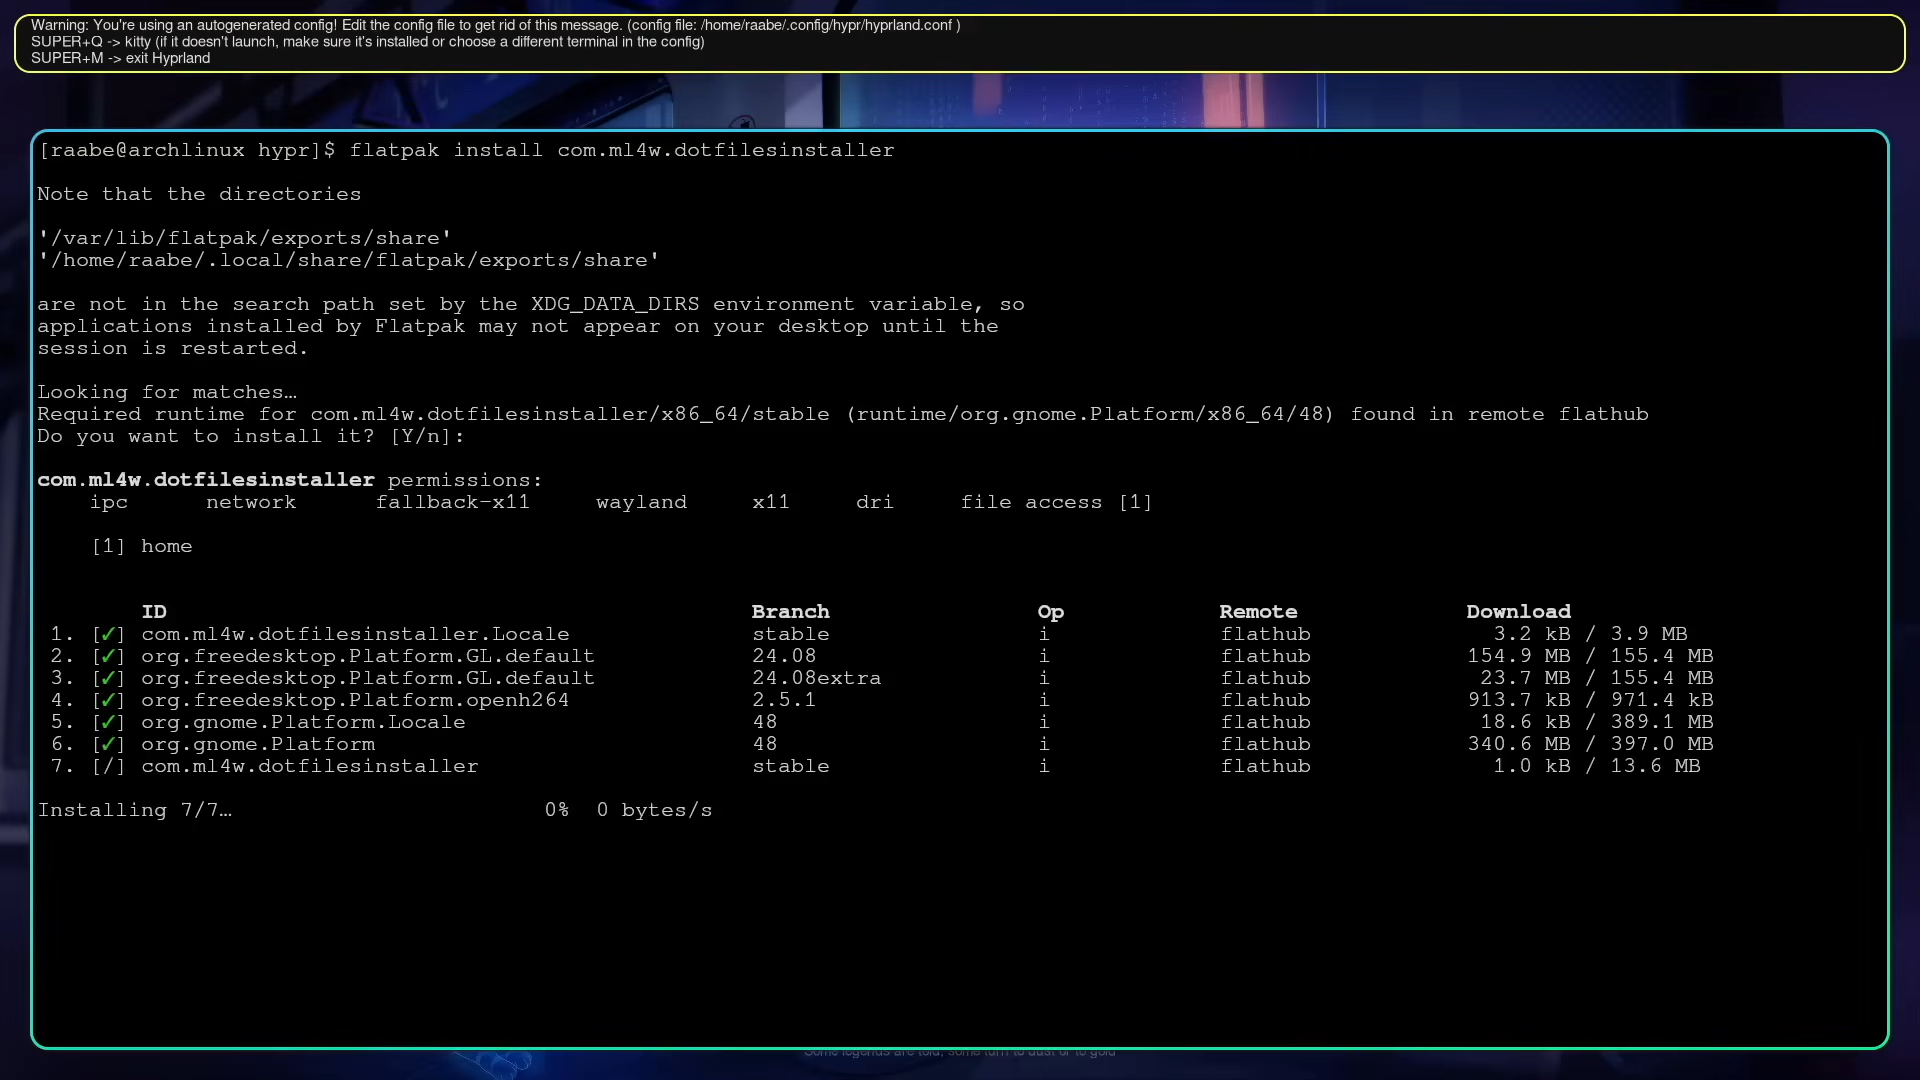 Warning: You're using an autogenerated config! Edit the config file to get rid of this message. (config file: /home/raabe/.config/hypr/hyprland.conf )
SUPER+Q -> kitty (if it doesn't launch, make sure it's installed or choose a different terminal in the config)
SUPER+M -> exit Hyprland
[raabe@archlinux hypr]$ flatpak install com.ml4w.dotfilesinstaller
Note that the directories
'/var/lib/flatpak/exports/share'
'/home/raabe/.local/share/flatpak/exports/share'
are not in the search path set by the XDG_DATA_DIRS environment variable, so
applications installed by Flatpak may not appear on your desktop until the
session is restarted.
Looking for matches…
Required runtime for com.ml4w.dotfilesinstaller/x86_64/stable (runtime/org.gnome.Platform/x86_64/48) found in remote flathub
Do you want to install it? [Y/n]:
com.ml4w.dotfilesinstaller permissions:
ipc network fallback-x11 wayland x11 dri file access [1]
[1] home
ID Branch Op Remote Download
1. [✓] com.ml4w.dotfilesinstaller.Locale stable i flathub 3.2 kB / 3.9 MB
2. [✓] org.freedesktop.Platform.GL.default 24.08 i flathub 154.9 MB / 155.4 MB
3. [✓] org.freedesktop.Platform.GL.default 24.08extra i flathub 23.7 MB / 155.4 MB
4. [✓] org.freedesktop.Platform.openh264 2.5.1 i flathub 913.7 kB / 971.4 kB
5. [✓] org.gnome.Platform.Locale 48 i flathub 18.6 kB / 389.1 MB
6. [✓] org.gnome.Platform 48 i flathub 340.6 MB / 397.0 MB
7. [/] com.ml4w.dotfilesinstaller stable i flathub 1.0 kB / 13.6 MB
Installing 7/7… 0% 0 bytes/s
Some legends are told, some turn to dust or to gold